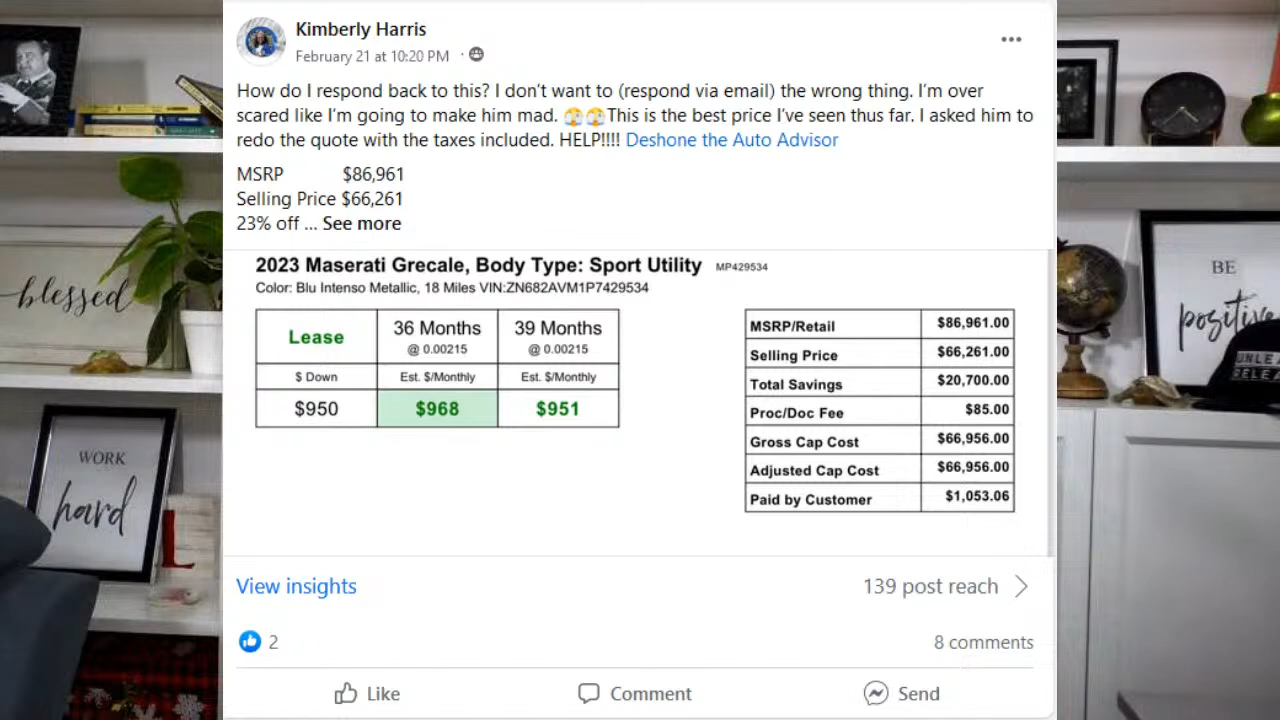 Kimberly Harris
February 21 at 10:20 PM ·
How do I respond back to this? I don't want to (respond via email) the wrong thing. I'm over
scared like I'm going to make him mad. 🫣🫣This is the best price I've seen thus far. I asked him to
redo the quote with the taxes included. HELP!!!! Deshone the Auto Advisor
MSRP $86,961
Selling Price $66,261
23% off ... See more
2023 Maserati Grecale, Body Type: Sport Utility MP429534
Color: Blu Intenso Metallic, 18 Miles VIN:ZN682AVM1P7429534
Lease 36 Months 39 Months
@ 0.00215 @ 0.00215
$ Down Est. $/Monthly Est. $/Monthly
$950 $968 $951
MSRP/Retail $86,961.00
Selling Price $66,261.00
Total Savings $20,700.00
Proc/Doc Fee $85.00
Gross Cap Cost $66,956.00
Adjusted Cap Cost $66,956.00
Paid by Customer $1,053.06
View insights 139 post reach
2 8 comments
Like Comment Send
blessed
WORK
hard
L
BE
positive
UNLEA
RELEA